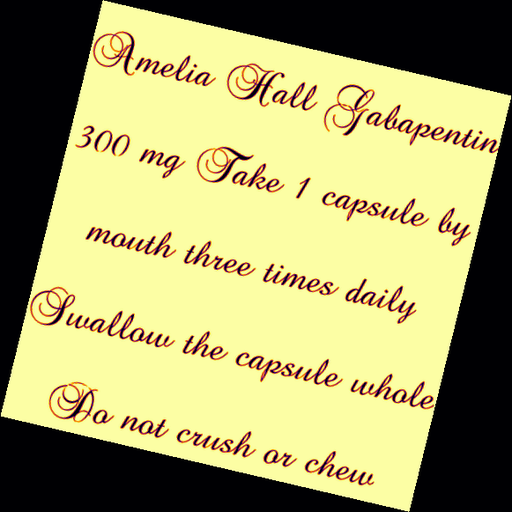 Amelia Hall Gabapentin
300 mg Take 1 capsule by
mouth three times daily
Swallow the capsule whole
Do not crush or chew